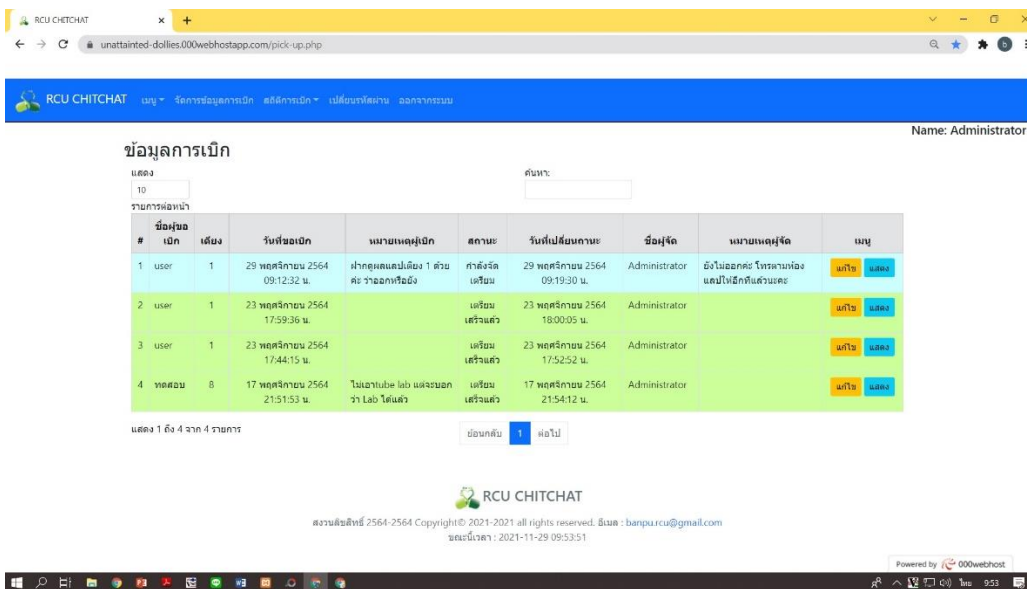 RCU CHITCHAT
unattainted-dollies.000webhostapp.com/pick-up.php
b
RCU CHITCHAT เมนู จัดการข้อมูลการเบิก สถิติการเบิก เปลี่ยนรหัสผ่าน ออกจากระบบ
Name: Administrator
ข้อมูลการเบิก
แสดง
ค้นหา:
10
รายการต่อหน้า
# ชื่อผู้ขอเบิก เตียง วันที่ขอเบิก หมายเหตุผู้เบิก สถานะ วันที่เปลี่ยนถานะ ชื่อผู้จัด หมายเหตุผู้จัด เมนู
1 user 1 29 พฤศจิกายน 2564 ฝากดูผลแลปเตียง 1 ด้วย กำลังจัด 29 พฤศจิกายน 2564 Administrator ยังไม่ออกค่ะ โทรตามห้อง แก้ไข แสดง
09:12:32 น. ค่ะ ว่าออกหรือยัง เตรียม 09:19:30 น. แลปให้อีกทีแล้วนะคะ
2 user 1 23 พฤศจิกายน 2564 เตรียม 23 พฤศจิกายน 2564 Administrator แก้ไข แสดง
17:59:36 น. เสร็จแล้ว 18:00:05 น.
3 user 1 23 พฤศจิกายน 2564 เตรียม 23 พฤศจิกายน 2564 Administrator แก้ไข แสดง
17:44:15 น. เสร็จแล้ว 17:52:52 น.
4 ทดสอบ 8 17 พฤศจิกายน 2564 ไม่เอาtube lab แต่จะบอก เตรียม 17 พฤศจิกายน 2564 Administrator แก้ไข แสดง
21:51:53 น. ว่า Lab ได้แล้ว เสร็จแล้ว 21:54:12 น.
แสดง 1 ถึง 4 จาก 4 รายการ
ย้อนกลับ 1 ต่อไป
RCU CHITCHAT
สงวนลิขสิทธิ์ 2564-2564 Copyright© 2021-2021 all rights reserved. อีเมล : banpu.rcu@gmail.com
ขณะนี้เวลา : 2021-11-29 09:53:51
Powered by 000webhost
ไทย 9:53